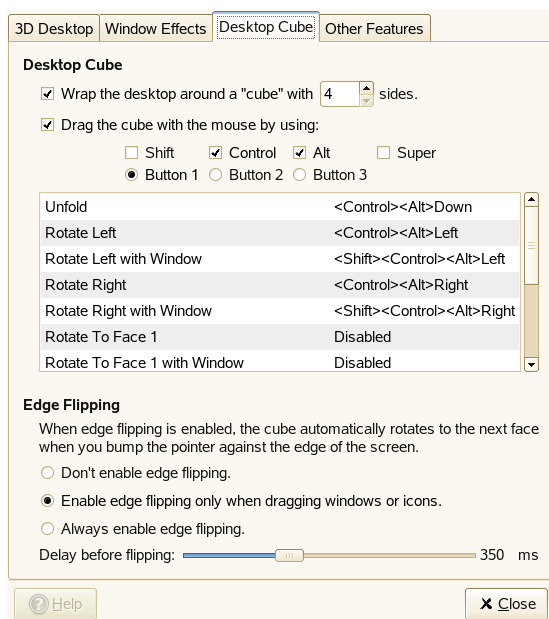 3D Desktop Window Effects Desktop Cube Other Features
Desktop Cube
Wrap the desktop around a "cube" with 4 sides.
Drag the cube with the mouse by using:
Shift Control Alt Super
Button 1 Button 2 Button 3
Unfold <Control><Alt>Down
Rotate Left <Control><Alt>Left
Rotate Left with Window <Shift><Control><Alt>Left
Rotate Right <Control><Alt>Right
Rotate Right with Window <Shift><Control><Alt>Right
Rotate To Face 1 Disabled
Rotate To Face 1 with Window Disabled
Edge Flipping
When edge flipping is enabled, the cube automatically rotates to the next face
when you bump the pointer against the edge of the screen.
Don't enable edge flipping.
Enable edge flipping only when dragging windows or icons.
Always enable edge flipping.
Delay before flipping: 350 ms
Help Close